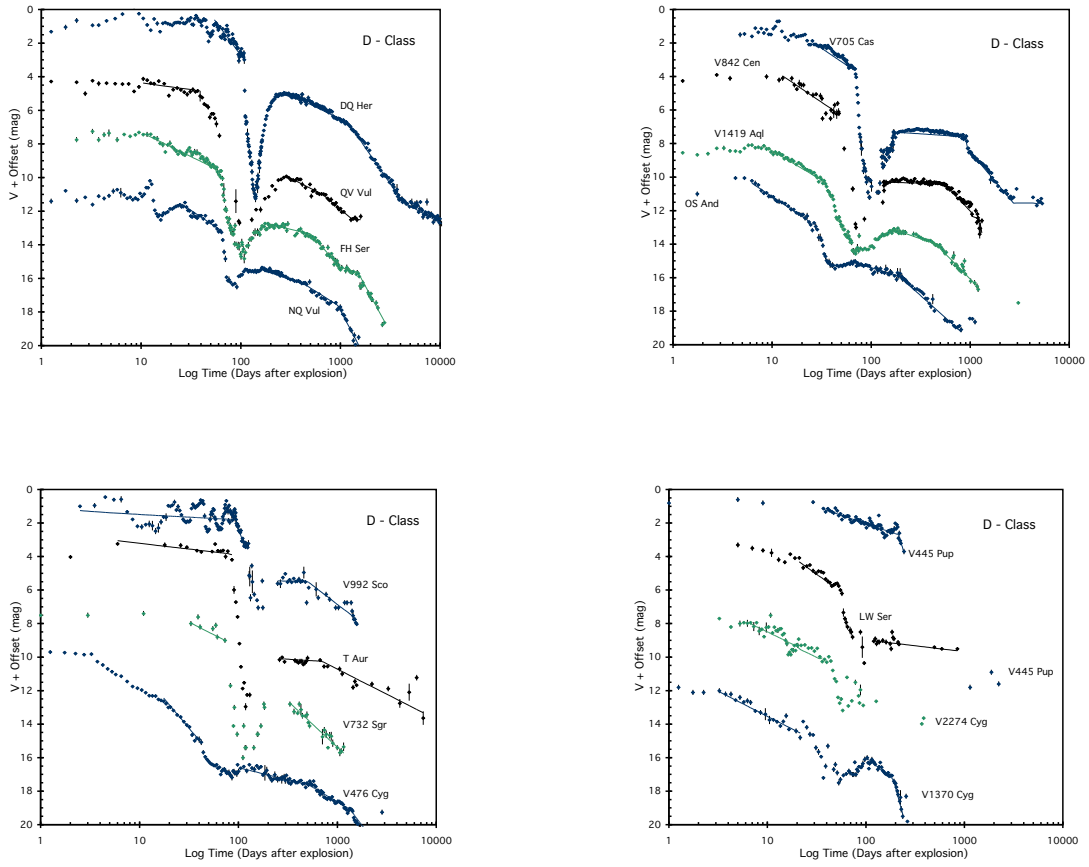 0
2
4
6
8
10
12
14
16
18
20
V + Offset (mag)
D - Class
DQ Her
QV Vul
FH Ser
NQ Vul
1 10 100 1000 10000
Log Time (Days after explosion)
0
2
4
6
8
10
12
14
16
18
20
V + Offset (mag)
D - Class
V705 Cas
V842 Cen
V1419 Aql
OS And
1 10 100 1000 10000
Log Time (Days after explosion)
0
2
4
6
8
10
12
14
16
18
20
V + Offset (mag)
D - Class
V992 Sco
T Aur
V732 Sgr
V476 Cyg
1 10 100 1000 10000
Log Time (Days after explosion)
0
2
4
6
8
10
12
14
16
18
20
V + Offset (mag)
D - Class
V445 Pup
LW Ser
V445 Pup
V2274 Cyg
V1370 Cyg
1 10 100 1000 10000
Log Time (Days after explosion)